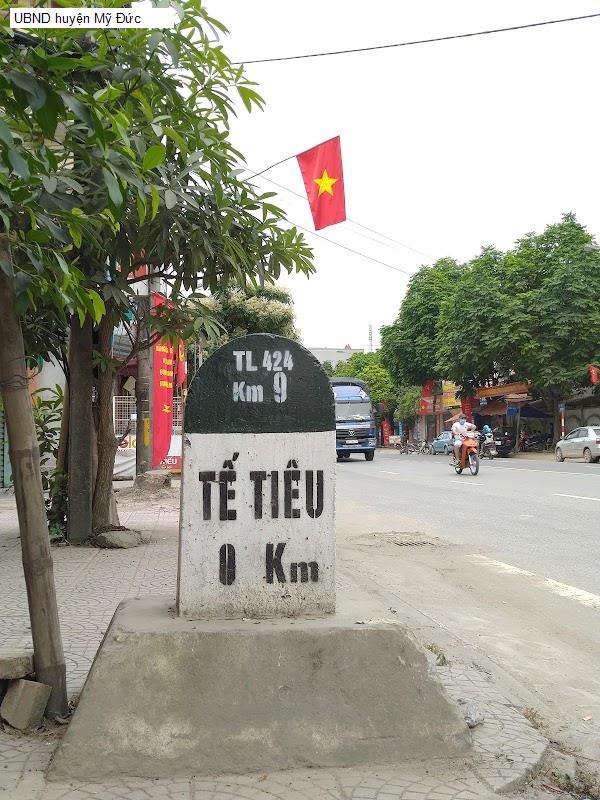 UBND huyện Mỹ Đức
TL 424
Km 9
TẾ TIÊU
0 Km